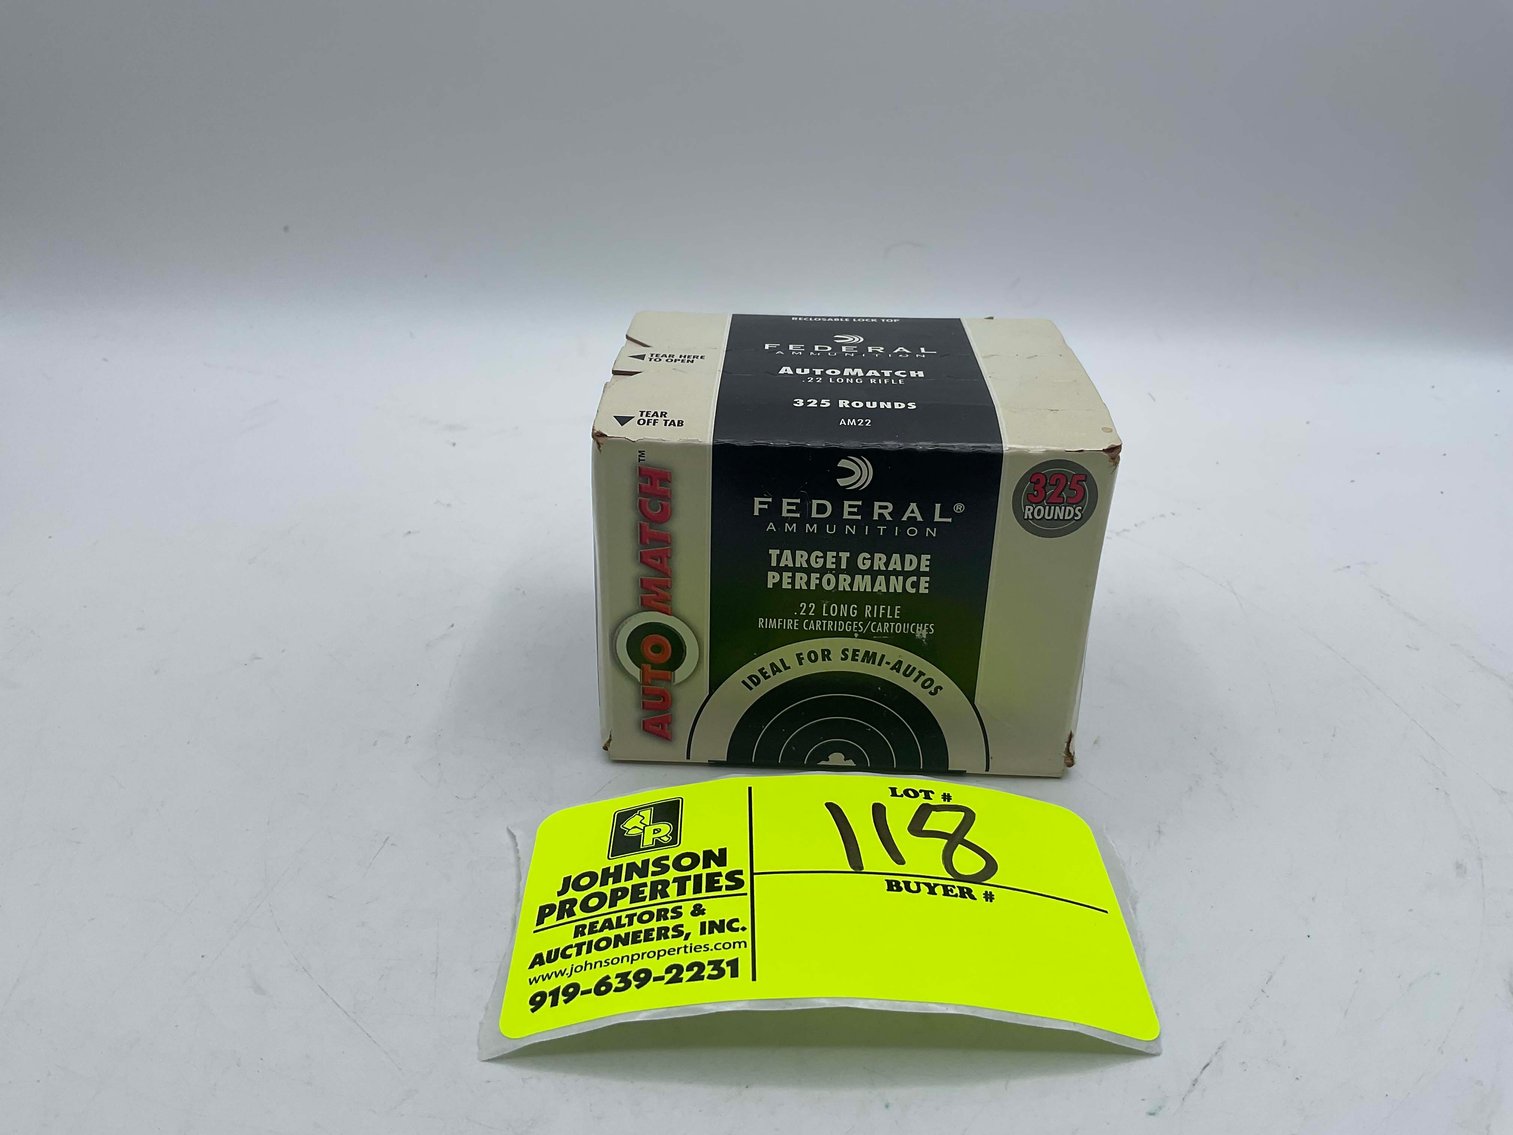 RECLOSABLE LOCK TOP
FEDERAL
AMMUNITION
AUTOMATCH
.22 LONG RIFLE
325 ROUNDS
AM22
TEAR HERE
TO OPEN
TEAR
OFF TAB
AUTOMATCH™
FEDERAL®
AMMUNITION
TARGET GRADE
PERFORMANCE
.22 LONG RIFLE
RIMFIRE CARTRIDGES/CARTOUCHES
IDEAL FOR SEMI-AUTOS
325
ROUNDS
JR
JOHNSON
PROPERTIES
REALTORS &
AUCTIONEERS, INC.
www.johnsonproperties.com
919-639-2231
LOT #
118
BUYER #